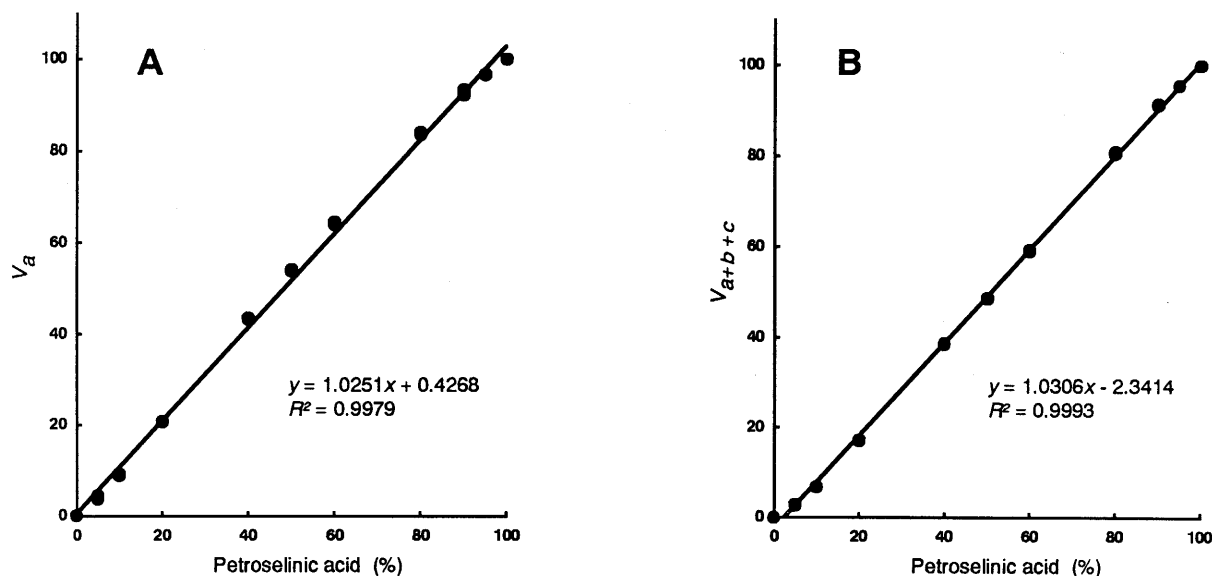 A
100
80
60
40
20
0
Va
y = 1.0251x + 0.4268
R² = 0.9979
0 20 40 60 80 100
Petroselinic acid (%)
B
100
80
60
40
20
0
Va+b+c
y = 1.0306x - 2.3414
R² = 0.9993
0 20 40 60 80 100
Petroselinic acid (%)